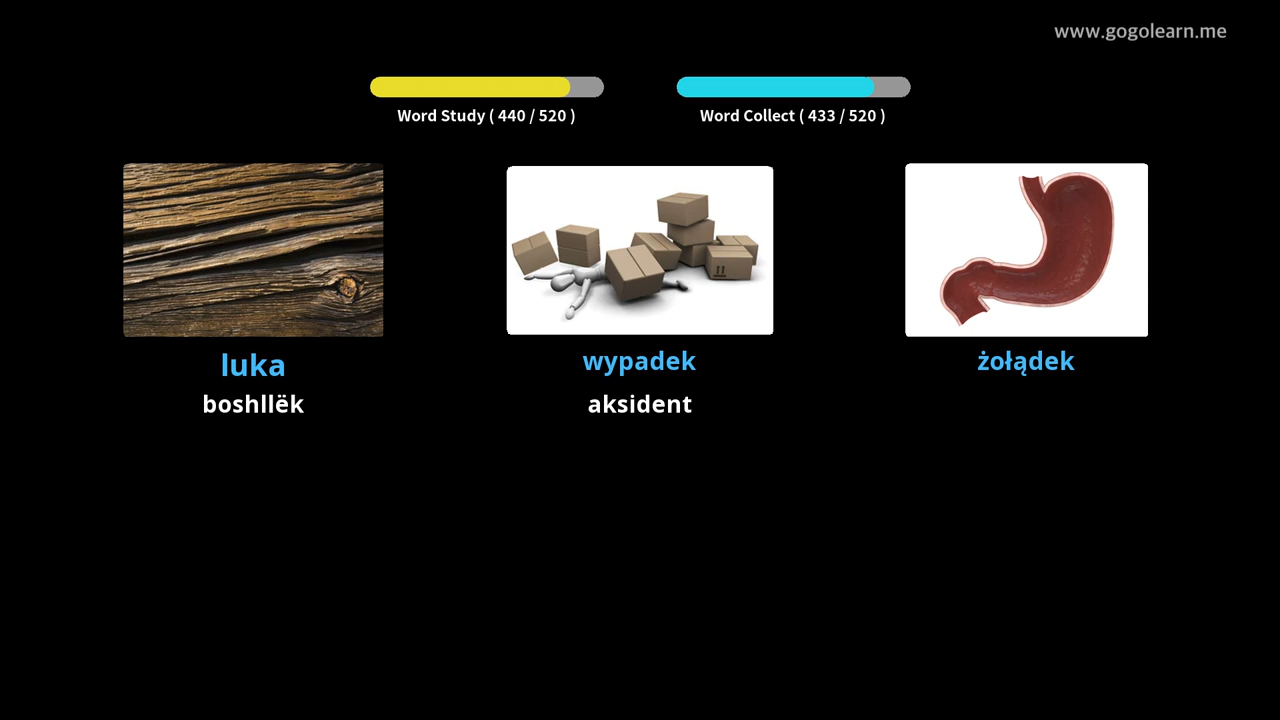 www.gogolearn.me
Word Study ( 440 / 520 )
Word Collect ( 433 / 520 )
luka
boshllëk
wypadek
aksident
żołądek